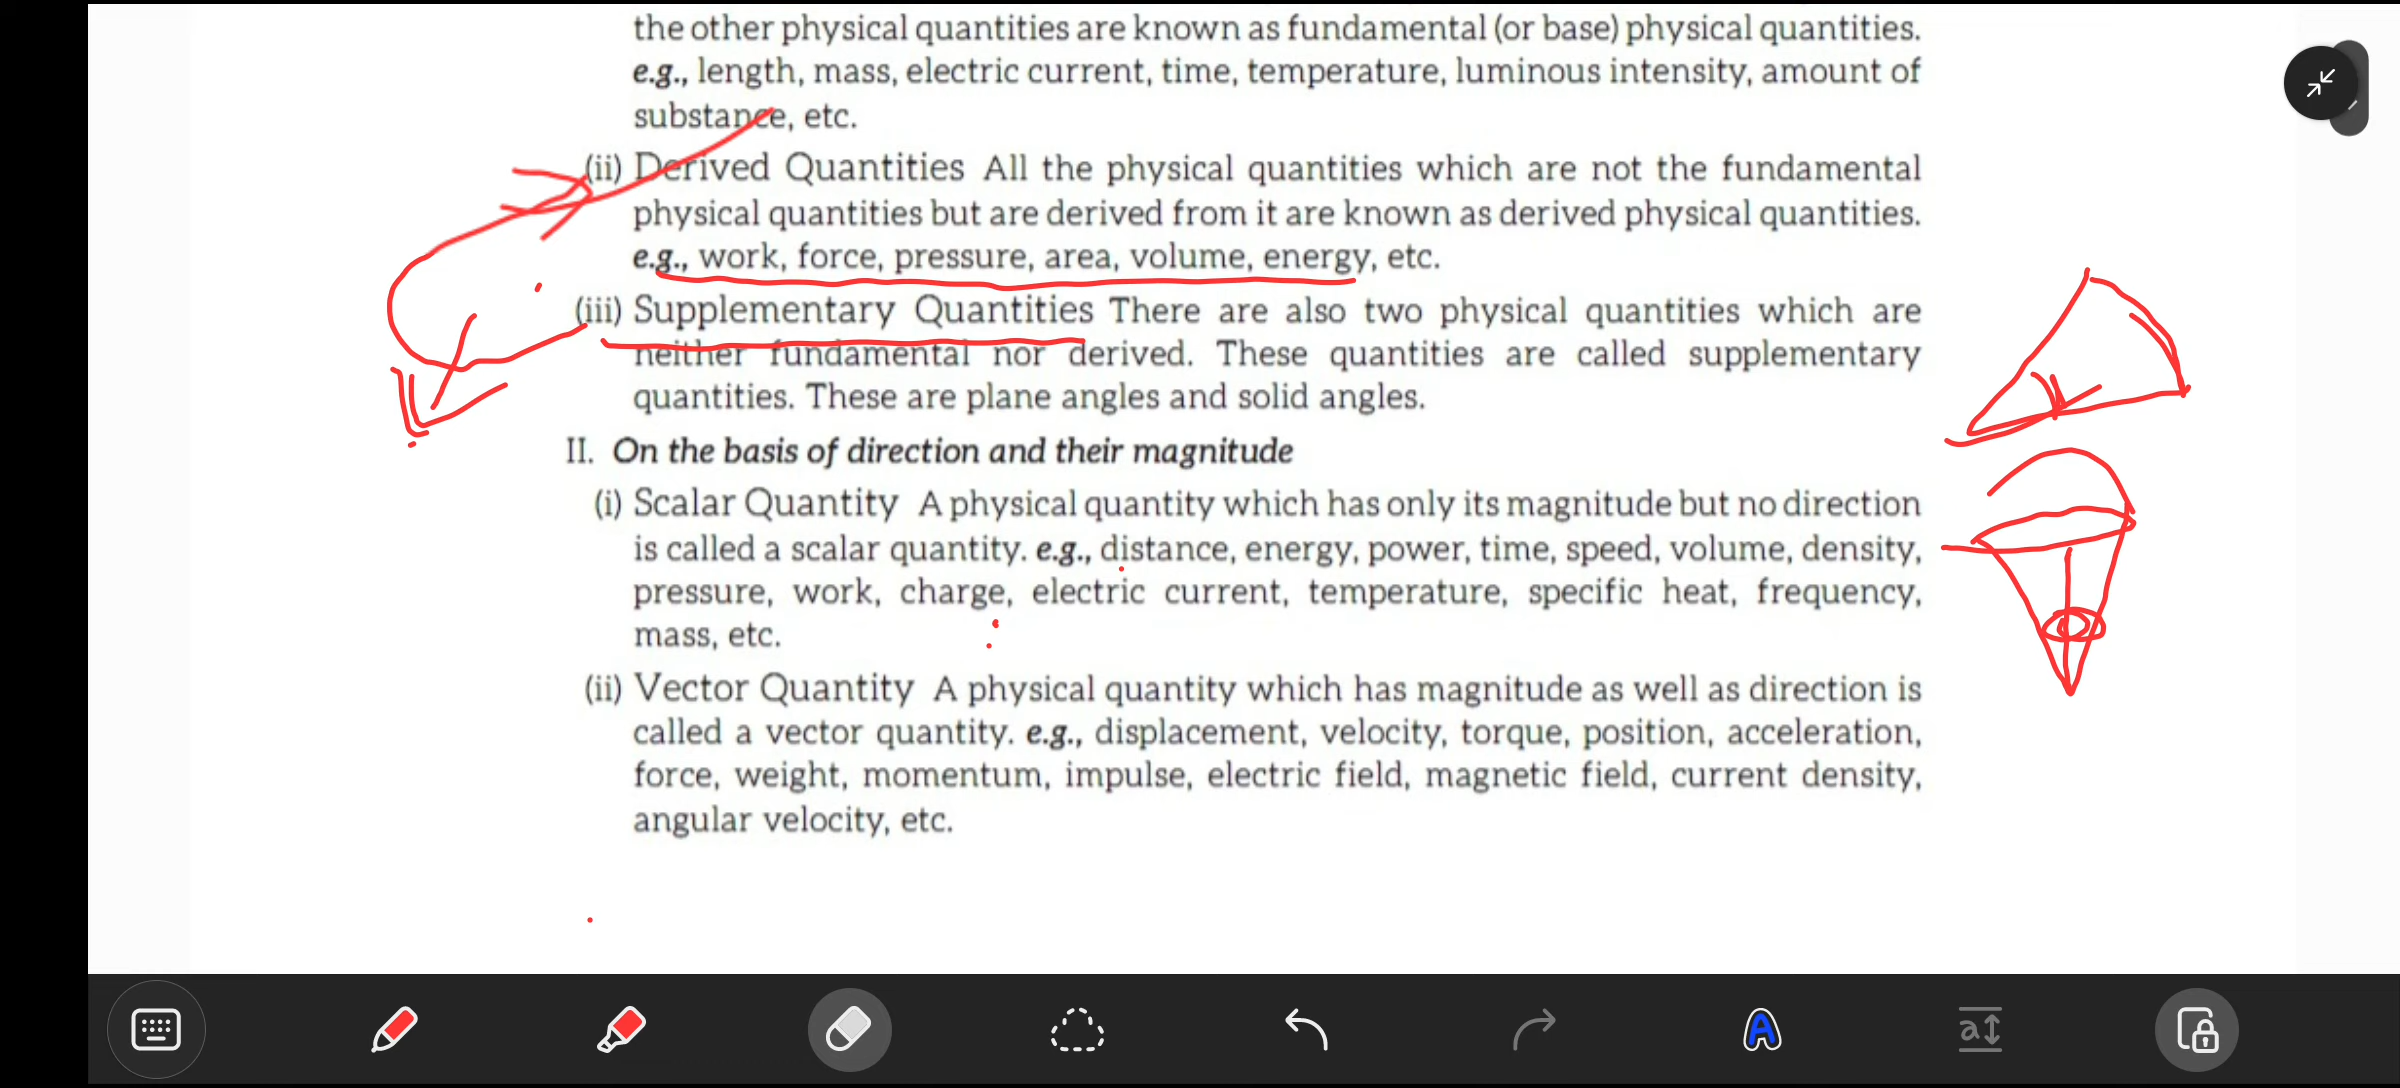 the other physical quantities are known as fundamental (or base) physical quantities.
e.g., length, mass, electric current, time, temperature, luminous intensity, amount of
substance, etc.
(ii) Derived Quantities All the physical quantities which are not the fundamental
physical quantities but are derived from it are known as derived physical quantities.
e.g., work, force, pressure, area, volume, energy, etc.
(iii) Supplementary Quantities There are also two physical quantities which are
neither fundamental nor derived. These quantities are called supplementary
quantities. These are plane angles and solid angles.
II. On the basis of direction and their magnitude
(i) Scalar Quantity A physical quantity which has only its magnitude but no direction
is called a scalar quantity. e.g., distance, energy, power, time, speed, volume, density,
pressure, work, charge, electric current, temperature, specific heat, frequency,
mass, etc.
(ii) Vector Quantity A physical quantity which has magnitude as well as direction is
called a vector quantity. e.g., displacement, velocity, torque, position, acceleration,
force, weight, momentum, impulse, electric field, magnetic field, current density,
angular velocity, etc.
A
a